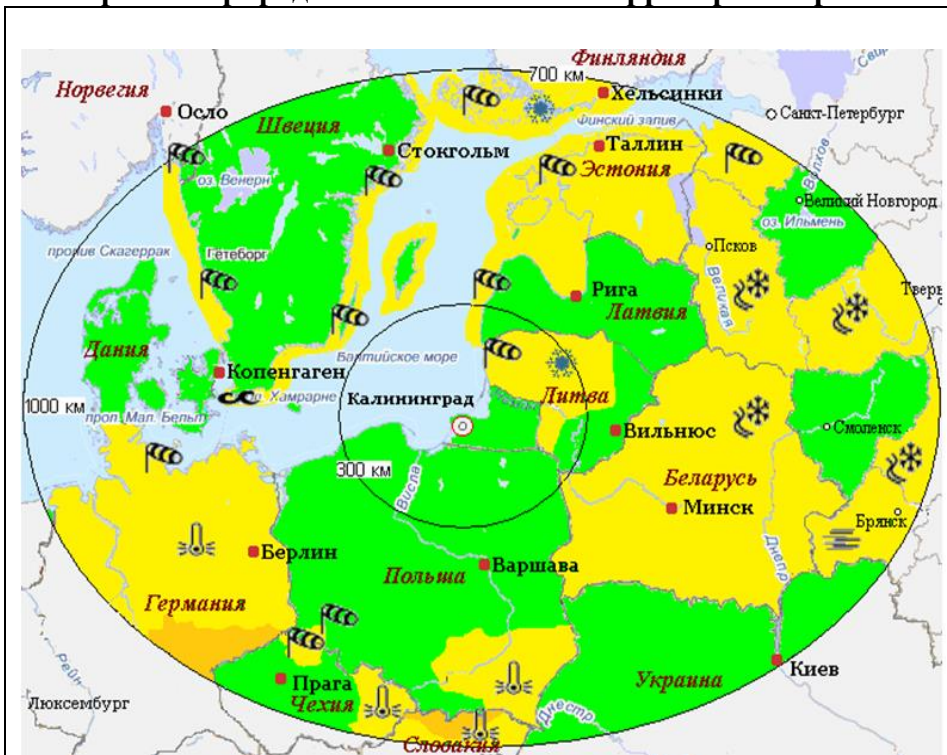 700 км
Финляндия
Норвегия
Хельсинки
Осло
Швеция
Финский залив
Санкт-Петербург
Стокгольм
Таллин
Эстония
оз. Венерн
Волхов
Великий Новгород
оз. Ильмень
пролив Скагеррак
Гётеборг
Псков
Великая
Рига
Тверь
Латвия
Дания
Балтийское море
Копенгаген
Калининград
Литва
1000 км
прол. Мал. Бельт
о. Хамрарне
Вильнюс
Смоленск
300 км
Висла
Беларусь
Минск
Брянск
Берлин
Варшава
Днепр
Польша
Германия
Рейн
Прага
Чехия
Украина
Киев
Люксембург
Днестр
Словакия